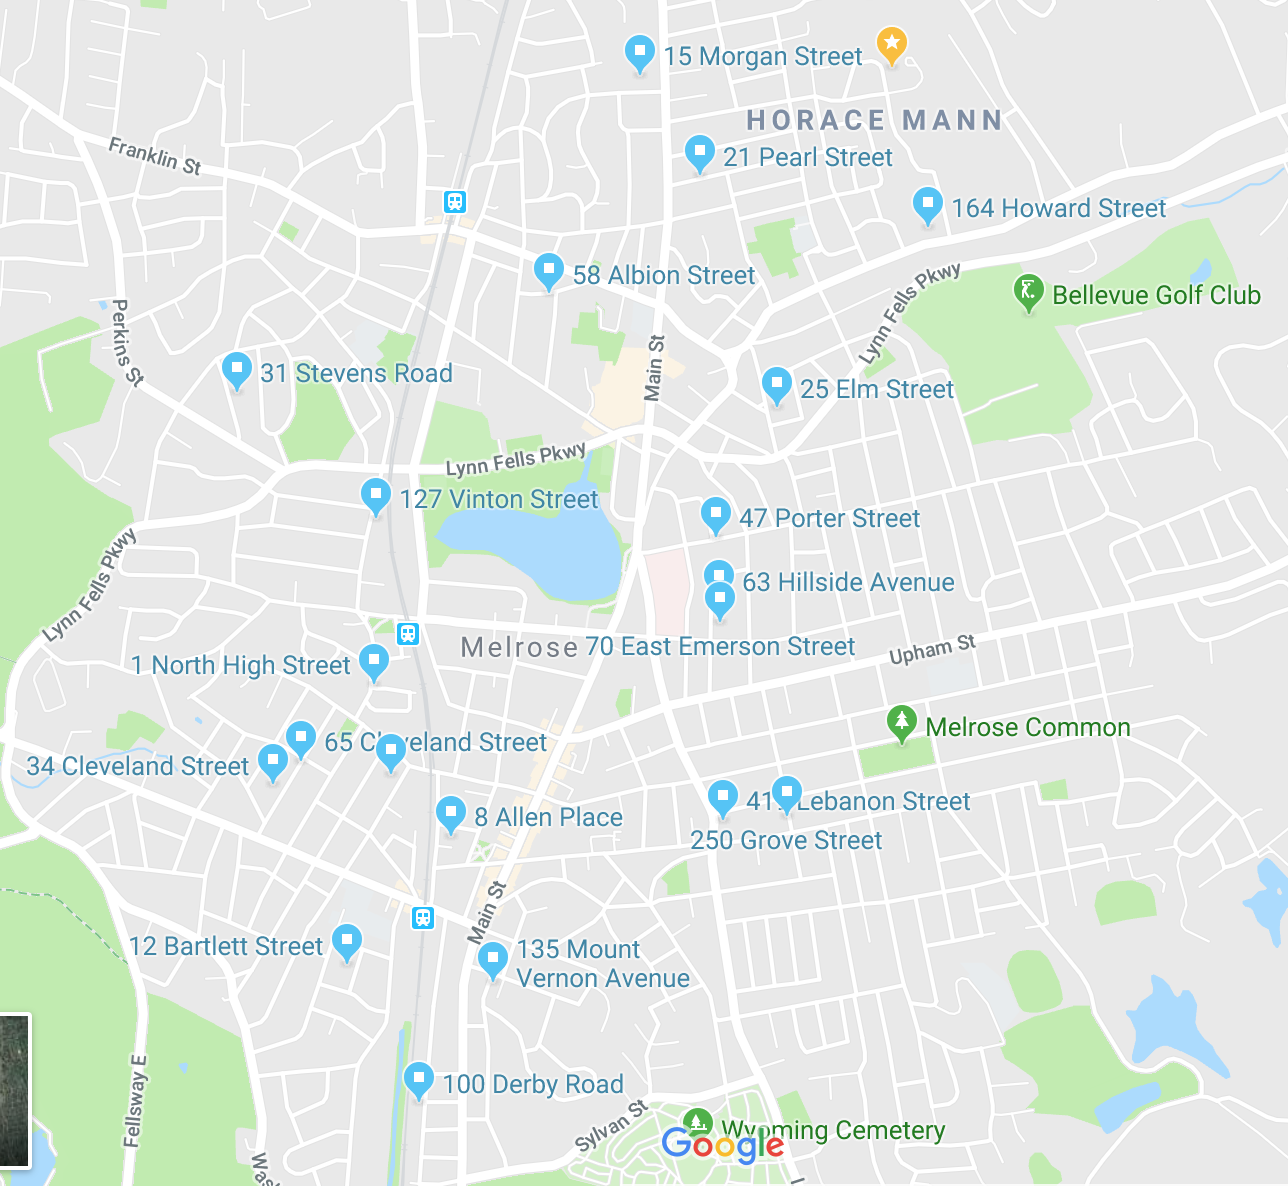 15 Morgan Street
HORACE MANN
Franklin St
21 Pearl Street
164 Howard Street
58 Albion Street
Lynn Fells Pkwy
Bellevue Golf Club
Perkins St
Main St
31 Stevens Road
25 Elm Street
Lynn Fells Pkwy
127 Vinton Street
47 Porter Street
Lynn Fells Pkwy
63 Hillside Avenue
Melrose
70 East Emerson Street
Upham St
1 North High Street
Melrose Common
65 Cleveland Street
34 Cleveland Street
Lebanon Street
8 Allen Place
250 Grove Street
Main St
12 Bartlett Street
135 Mount
Vernon Avenue
Fellsway E
100 Derby Road
Sylvan St
Wyoming Cemetery
Google